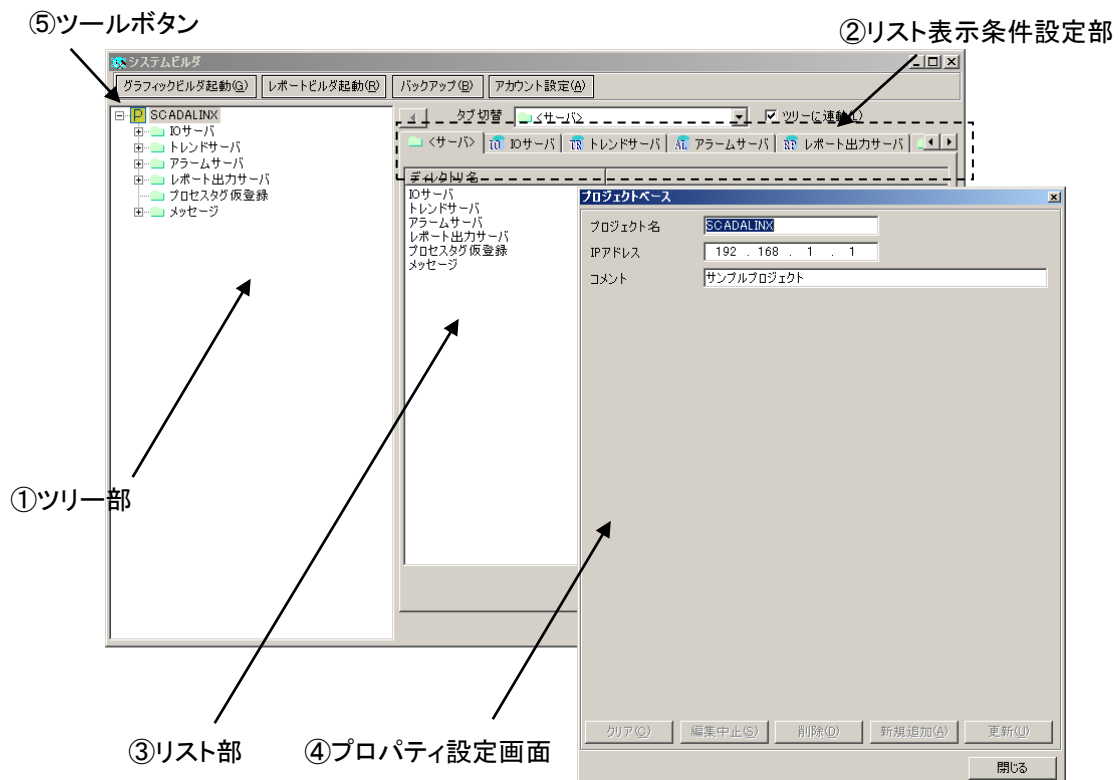 ⑤ツールボタン
②リスト表示条件設定部
システムビルダ
グラフィックビルダ起動(G) レポートビルダ起動(R) バックアップ(B) アカウント設定(A)
SCADALINX
IOサーバ
トレンドサーバ
アラームサーバ
レポート出力サーバ
プロセスタグ仮登録
メッセージ
タブ切替 <サーバ> ツリーに連動(L)
<サーバ> IO IOサーバ TR トレンドサーバ AL アラームサーバ RP レポート出力サーバ
ディレクトリ名
IOサーバ
トレンドサーバ
アラームサーバ
レポート出力サーバ
プロセスタグ仮登録
メッセージ
プロジェクトベース
プロジェクト名 SCADALINX
IPアドレス 192 . 168 . 1 . 1
コメント サンプルプロジェクト
クリア(C) 編集中止(S) 削除(D) 新規追加(A) 更新(U)
閉じる
①ツリー部
③リスト部
④プロパティ設定画面